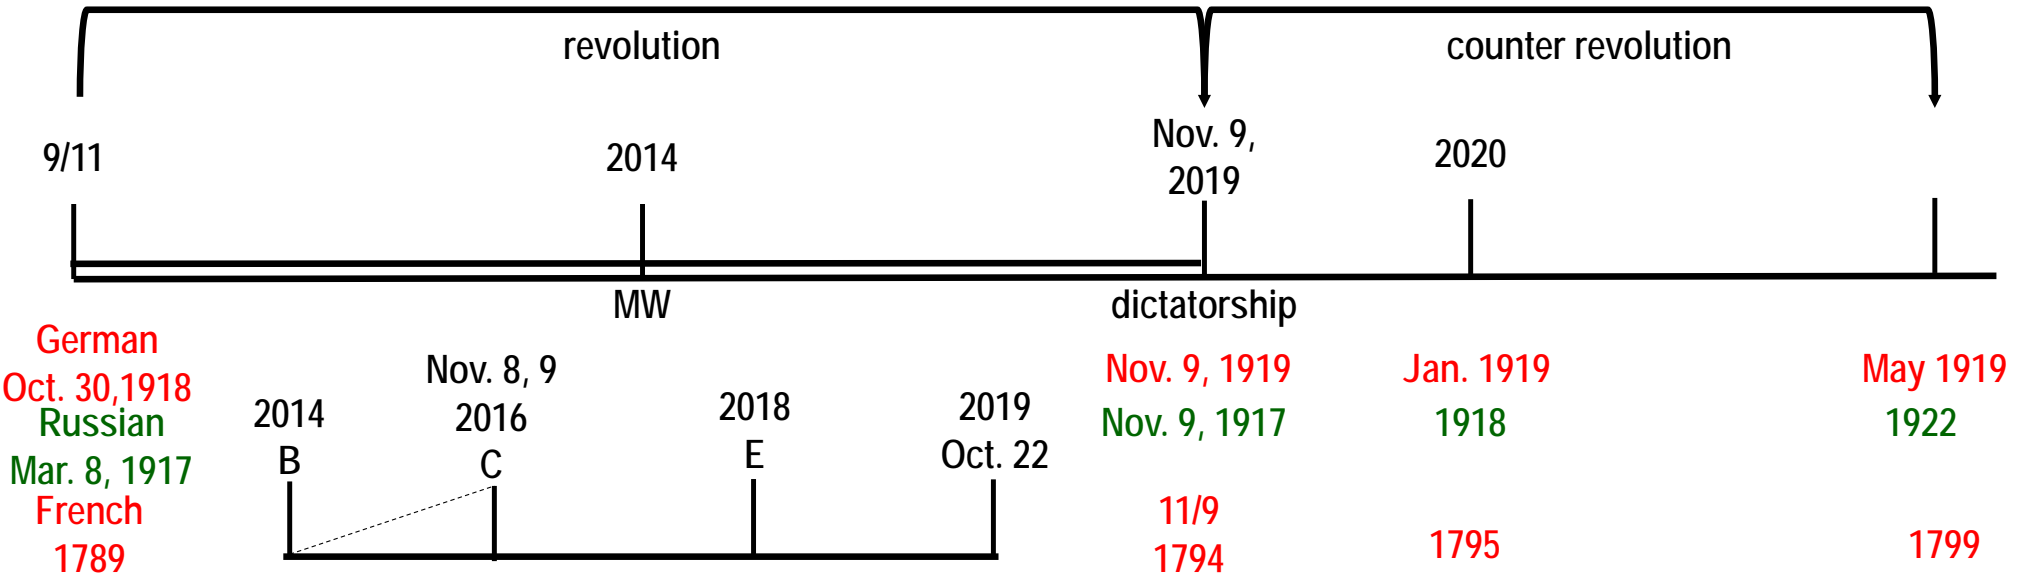 revolution
counter revolution
9/11
2014
Nov. 9,
2019
2020
MW
dictatorship
German
Oct. 30,1918
Russian
Mar. 8, 1917
French
1789
2014
B
Nov. 8, 9
2016
C
2018
E
2019
Oct. 22
Nov. 9, 1919
Nov. 9, 1917
11/9
1794
Jan. 1919
1918
1795
May 1919
1922
1799